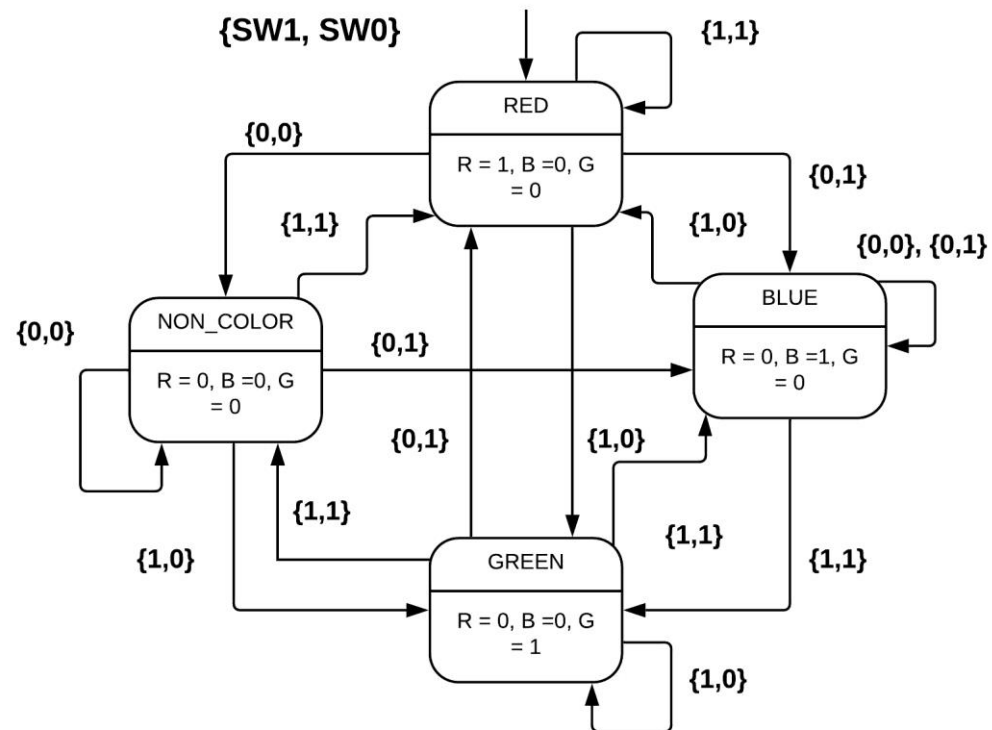 {SW1, SW0}
{1,1}
RED
{0,0}
R = 1, B =0, G
= 0
{0,1}
{1,1}
{1,0}
{0,0}, {0,1}
BLUE
NON_COLOR
{0,0}
{0,1}
R = 0, B =1, G
= 0
R = 0, B =0, G
= 0
{0,1}
{1,0}
{1,1}
{1,1}
{1,0}
GREEN
{1,1}
R = 0, B =0, G
= 1
{1,0}